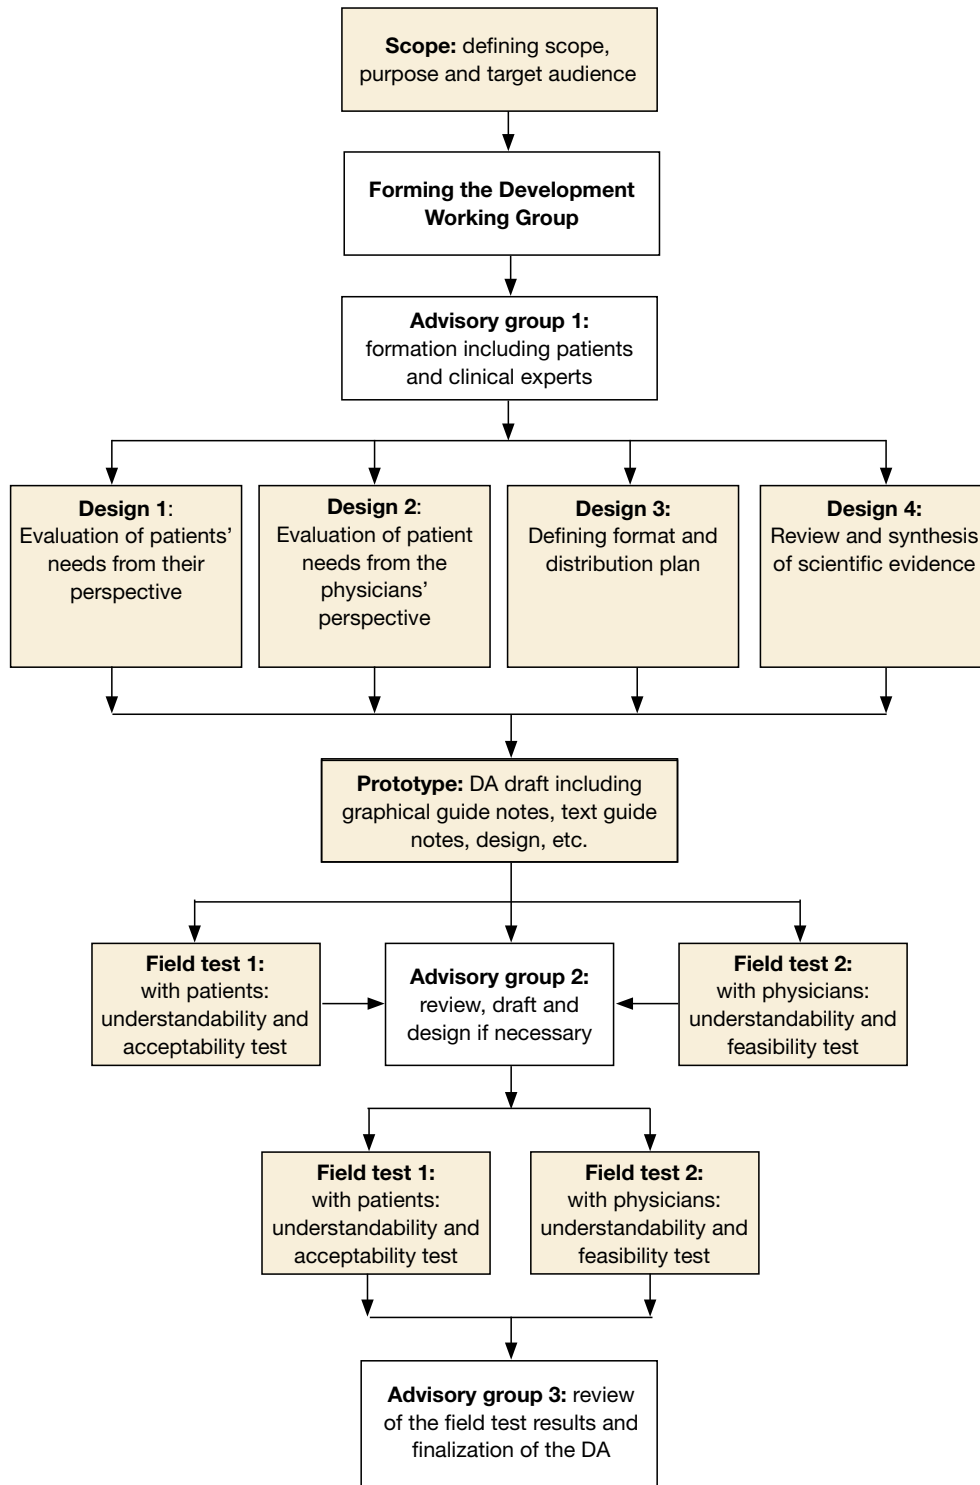 Scope: defining scope,
purpose and target audience
Forming the Development
Working Group
Advisory group 1:
formation including patients
and clinical experts
Design 1:
Evaluation of patients’
needs from their
perspective
Design 2:
Evaluation of patient
needs from the
physicians’
perspective
Design 3:
Defining format and
distribution plan
Design 4:
Review and synthesis
of scientific evidence
Prototype: DA draft including
graphical guide notes, text guide
notes, design, etc.
Field test 1:
with patients:
understandability and
acceptability test
Advisory group 2:
review, draft and
design if necessary
Field test 2:
with physicians:
understandability and
feasibility test
Field test 1:
with patients:
understandability and
acceptability test
Field test 2:
with physicians:
understandability and
feasibility test
Advisory group 3: review
of the field test results and
finalization of the DA